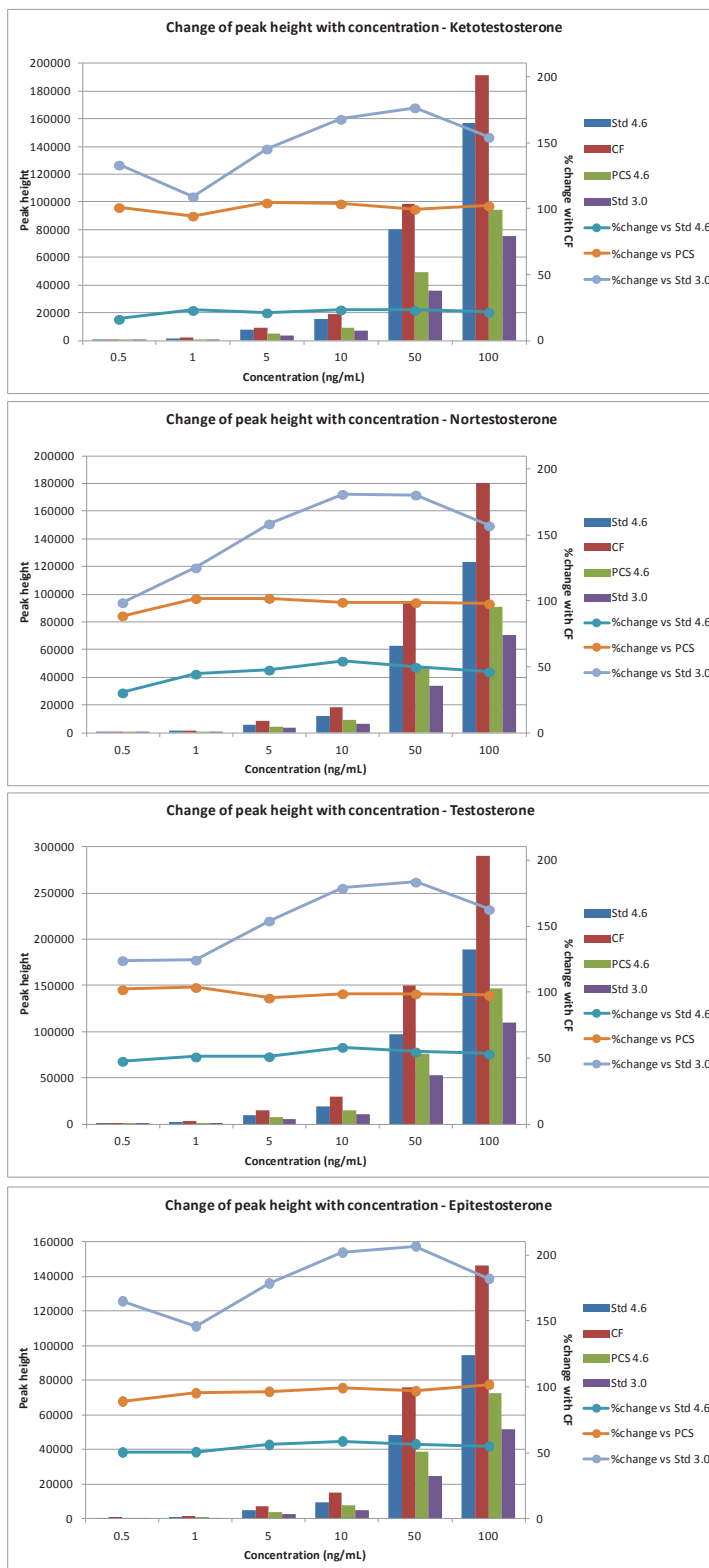 Change of peak height with concentration - Ketotestosterone
200000
180000
160000
140000
120000
100000
80000
60000
40000
20000
0
Peak height
200
150
100
50
0
% change with CF
0.5 1 5 10 50 100
Concentration (ng/mL)
Std 4.6
CF
PCS 4.6
Std 3.0
%change vs Std 4.6
%change vs PCS
%change vs Std 3.0
Change of peak height with concentration - Nortestosterone
200000
180000
160000
140000
120000
100000
80000
60000
40000
20000
0
Peak height
200
150
100
50
0
% change with CF
0.5 1 5 10 50 100
Concentration (ng/mL)
Std 4.6
CF
PCS 4.6
Std 3.0
%change vs Std 4.6
%change vs PCS
%change vs Std 3.0
Change of peak height with concentration - Testosterone
300000
250000
200000
150000
100000
50000
0
Peak height
200
150
100
50
0
% change with CF
0.5 1 5 10 50 100
Concentration (ng/mL)
Std 4.6
CF
PCS 4.6
Std 3.0
%change vs Std 4.6
%change vs PCS
%change vs Std 3.0
Change of peak height with concentration - Epitestosterone
160000
140000
120000
100000
80000
60000
40000
20000
0
Peak height
200
150
100
50
0
% change with CF
0.5 1 5 10 50 100
Concentration (ng/mL)
Std 4.6
CF
PCS 4.6
Std 3.0
%change vs Std 4.6
%change vs PCS
%change vs Std 3.0